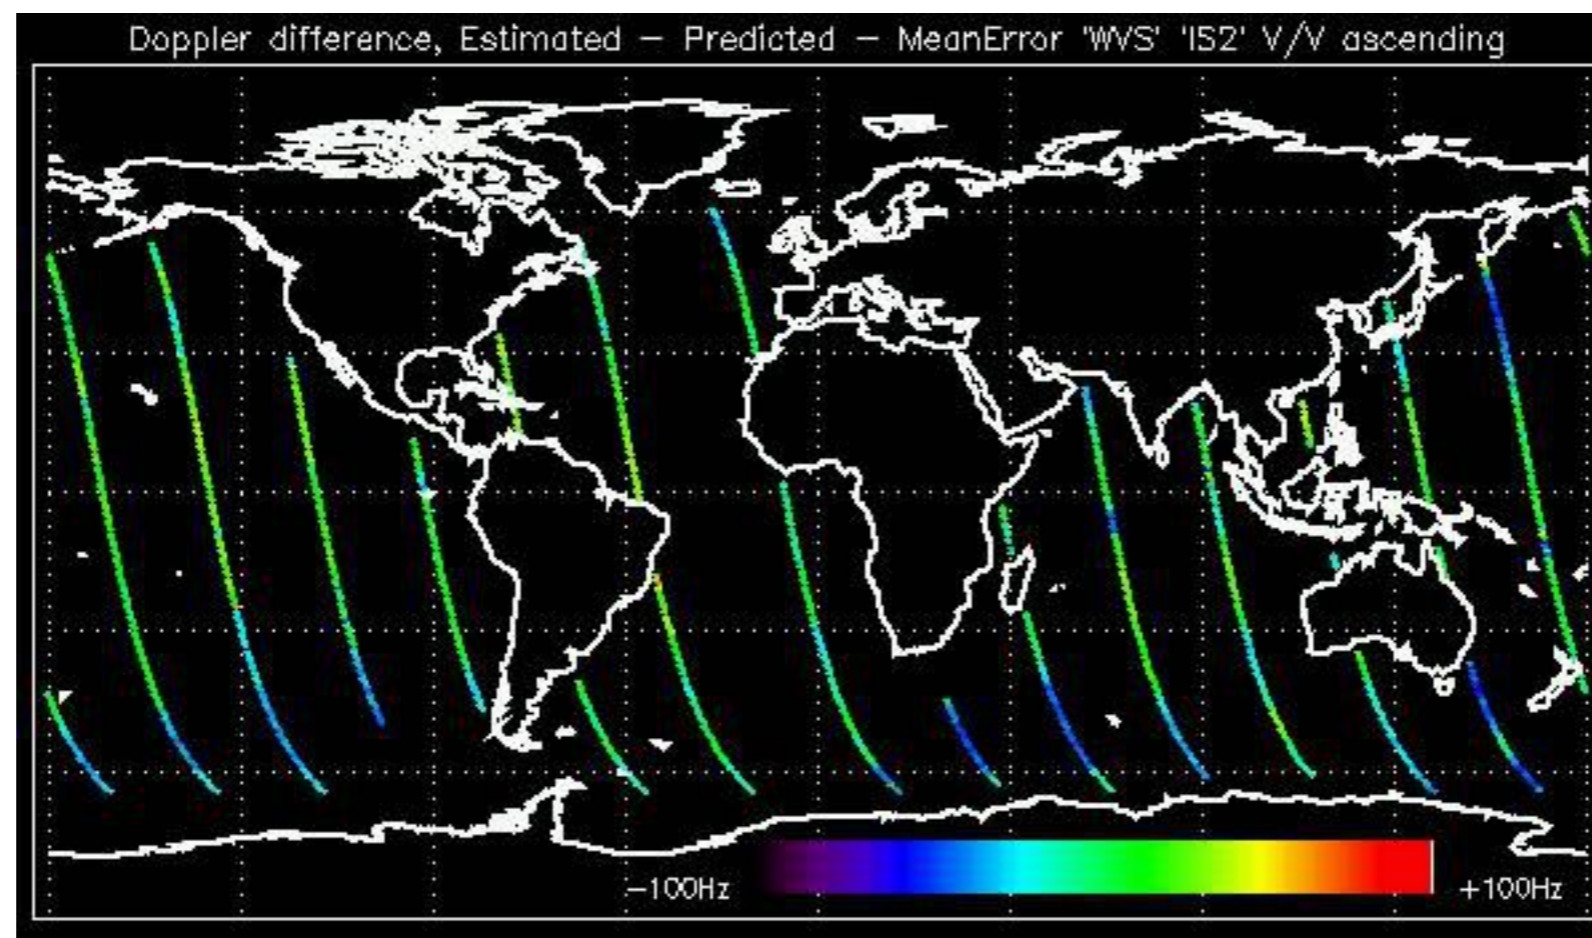 Doppler difference, Estimated - Predicted - MeanError 'WVS' 'IS2' V/V ascending
-100Hz
+100Hz